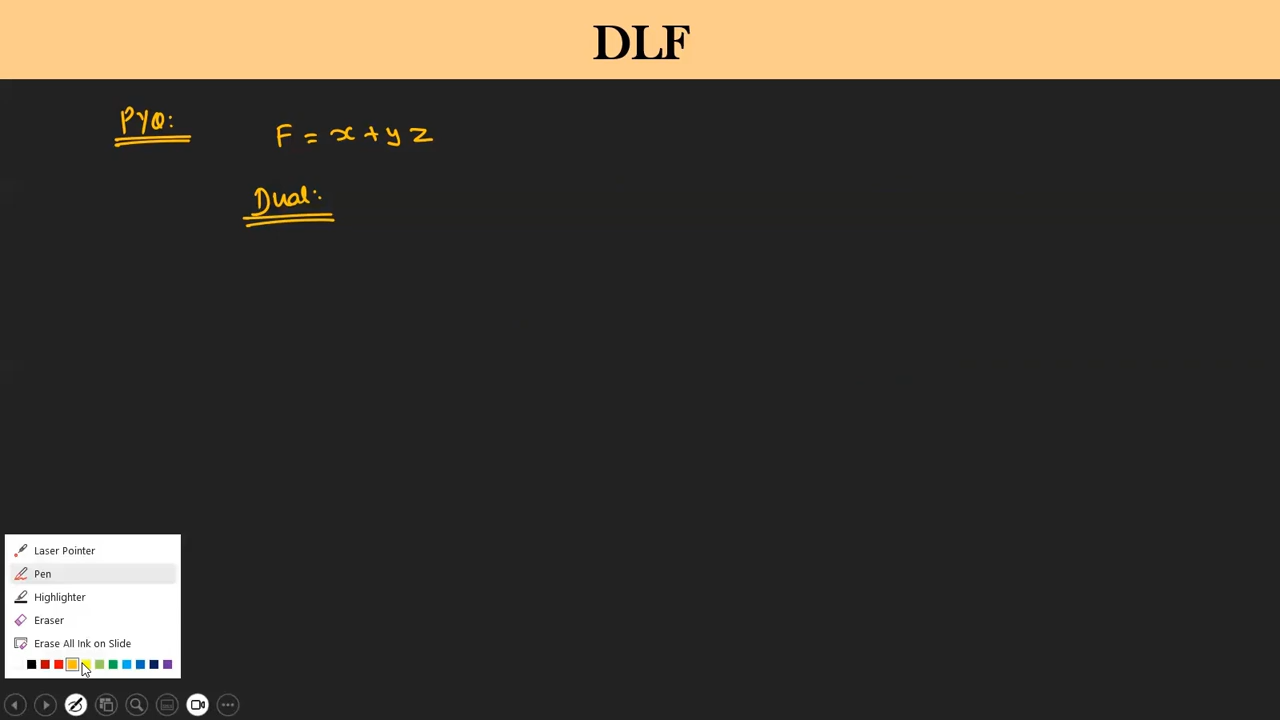 DLF
PYQ:
F = x + y z
Dual:
Laser Pointer
Pen
Highlighter
Eraser
Erase All Ink on Slide